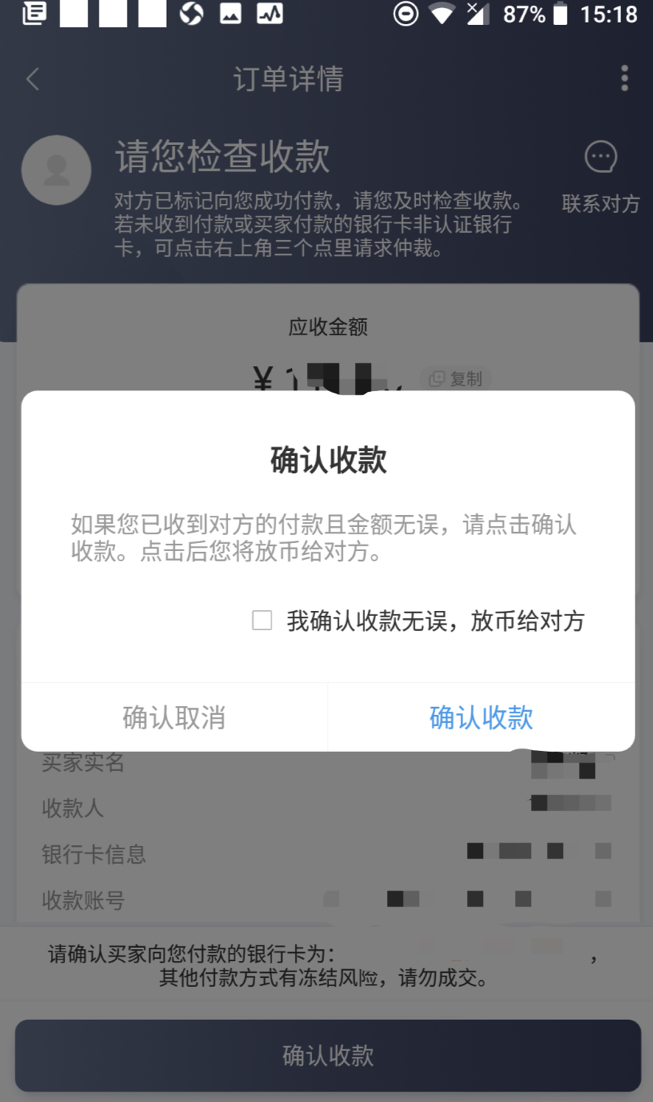 87% 15:18
订单详情
请您检查收款
对方已标记向您成功付款，请您及时检查收款。
若未收到付款或买家付款的银行卡非认证银行
卡，可点击右上角三个点里请求仲裁。
联系对方
应收金额
¥ 1
复制
确认收款
如果您已收到对方的付款且金额无误，请点击确认
收款。点击后您将放币给对方。
我确认收款无误，放币给对方
确认取消 确认收款
买家实名
收款人
银行卡信息
收款账号
请确认买家向您付款的银行卡为： ，
其他付款方式有冻结风险，请勿成交。
确认收款